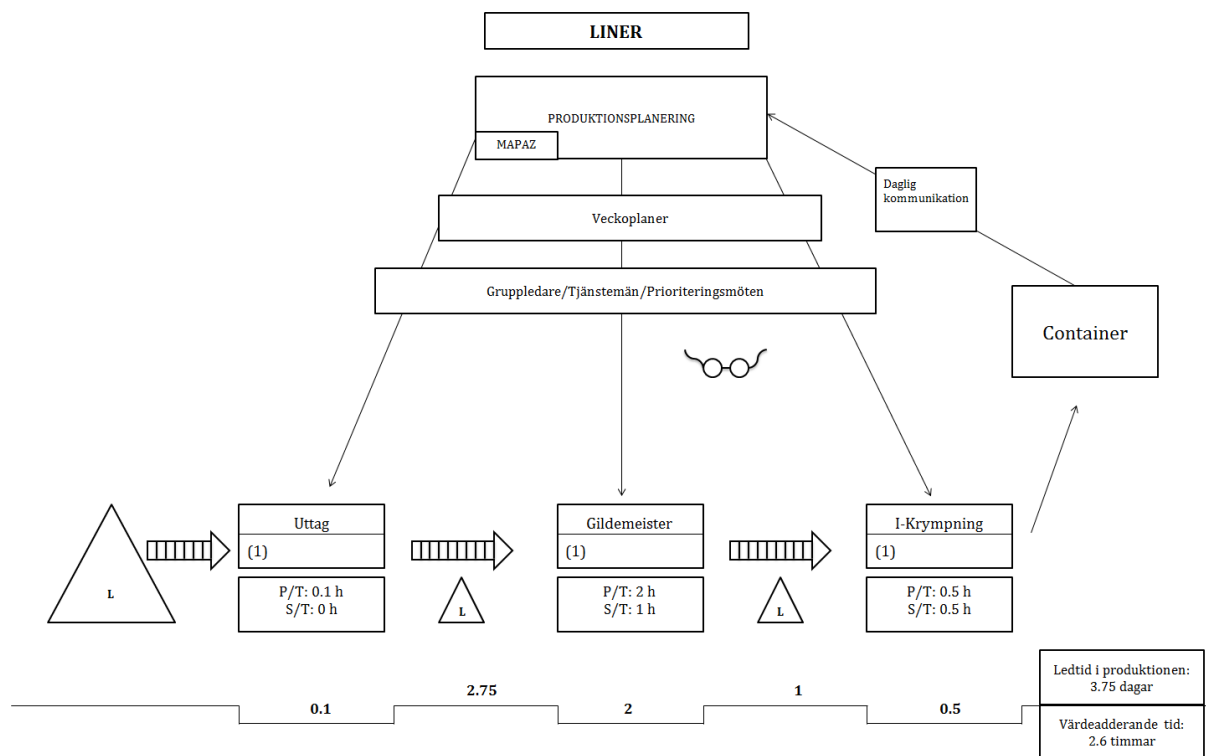 LINER
PRODUKTIONSPLANERING
MAPAZ
Daglig
kommunikation
Veckoplaner
Gruppledare/Tjänstemän/Prioriteringsmöten
Container
Uttag
(1)
P/T: 0.1 h
S/T: 0 h
Gildemeister
(1)
P/T: 2 h
S/T: 1 h
I-Krympning
(1)
P/T: 0.5 h
S/T: 0.5 h
L
L
L
0.1
2.75
2
1
0.5
Ledtid i produktionen:
3.75 dagar
Värdeadderande tid:
2.6 timmar